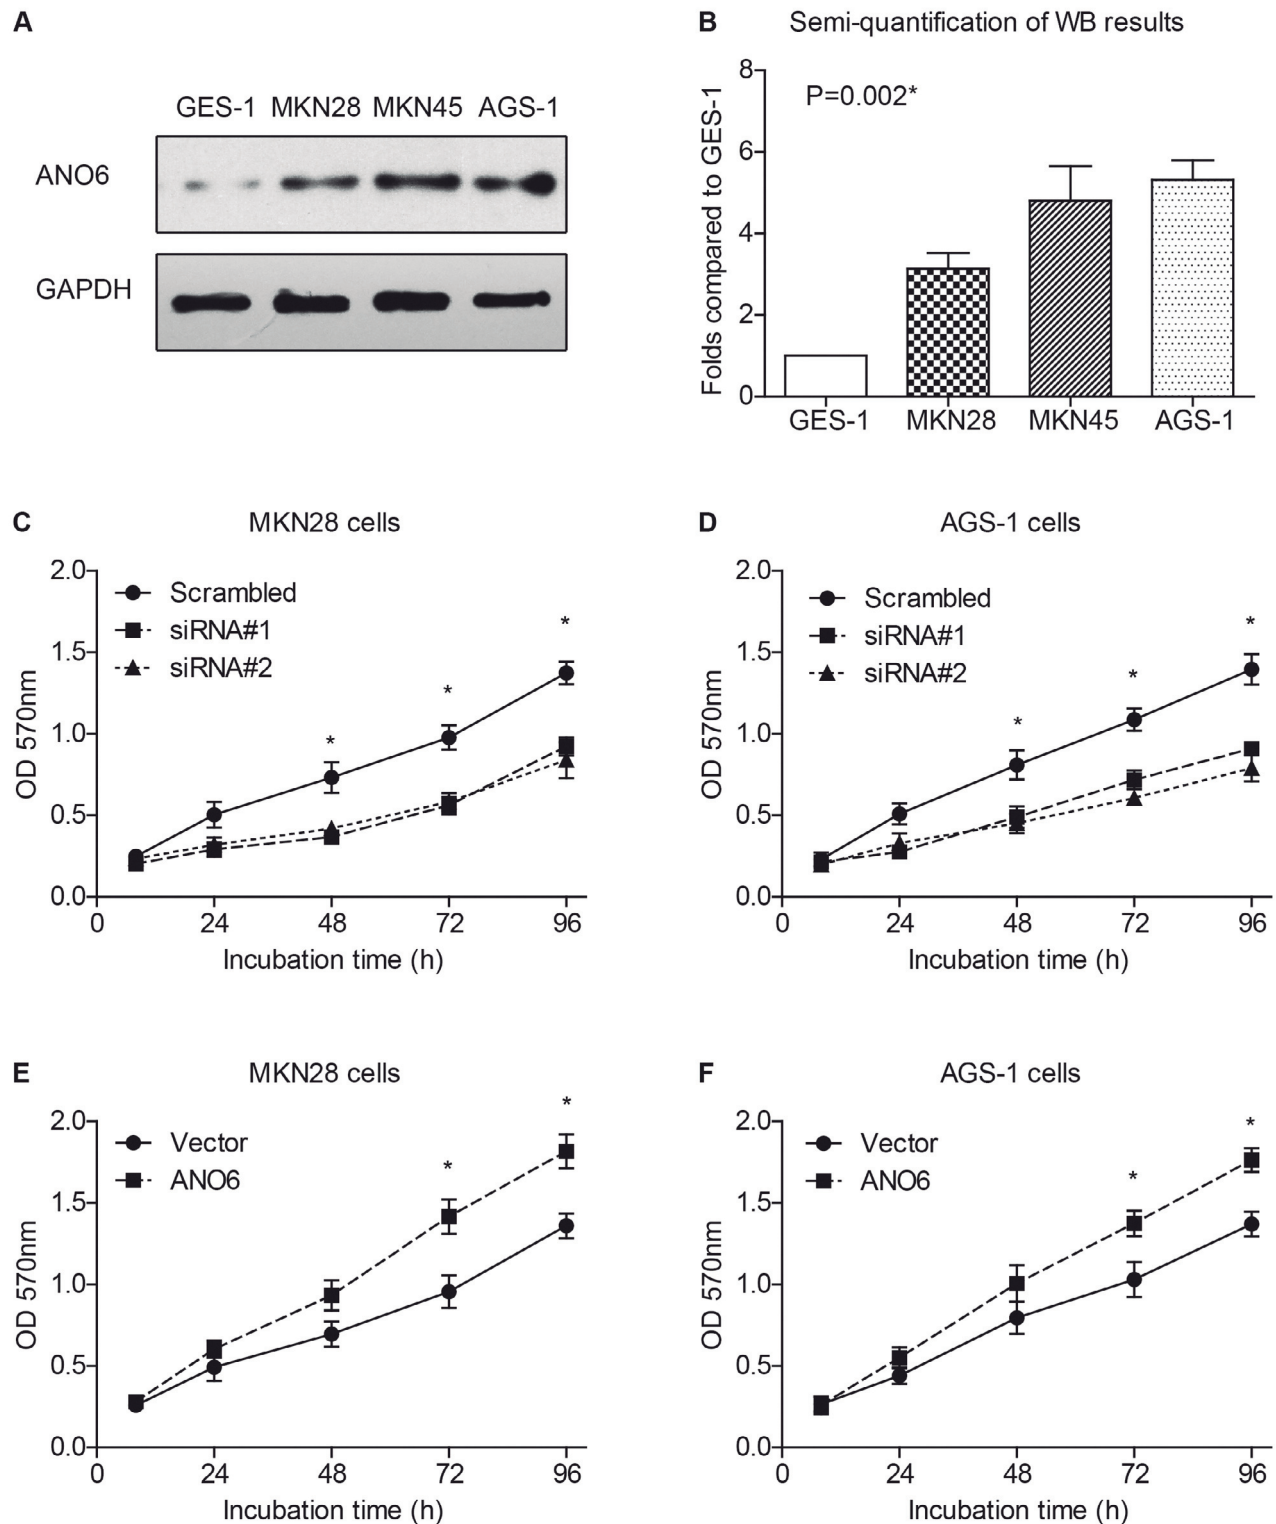 A
GES-1 MKN28 MKN45 AGS-1
ANO6
GAPDH
B Semi-quantification of WB results
P=0.002*
Folds compared to GES-1
8
6
4
2
0
GES-1 MKN28 MKN45 AGS-1
C MKN28 cells
Scrambled
siRNA#1
siRNA#2
* * *
OD 570nm
2.0
1.5
1.0
0.5
0.0
0 24 48 72 96
Incubation time (h)
D AGS-1 cells
Scrambled
siRNA#1
siRNA#2
* * *
OD 570nm
2.0
1.5
1.0
0.5
0.0
0 24 48 72 96
Incubation time (h)
E MKN28 cells
Vector
ANO6
* *
OD 570nm
2.0
1.5
1.0
0.5
0.0
0 24 48 72 96
Incubation time (h)
F AGS-1 cells
Vector
ANO6
* *
OD 570nm
2.0
1.5
1.0
0.5
0.0
0 24 48 72 96
Incubation time (h)